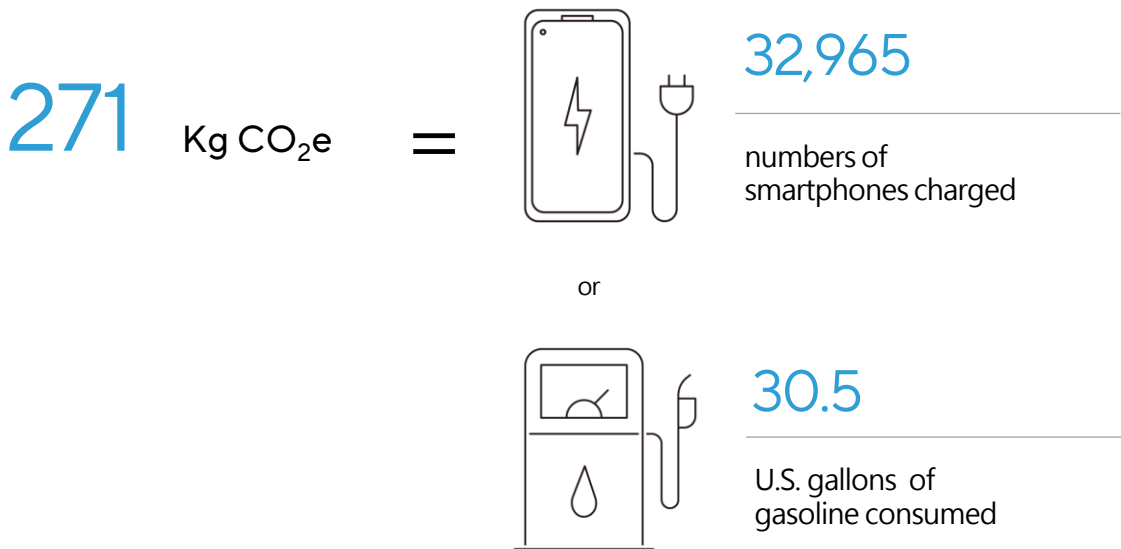 271 Kg CO₂e =
32,965
numbers of
smartphones charged
or
30.5
U.S. gallons of
gasoline consumed